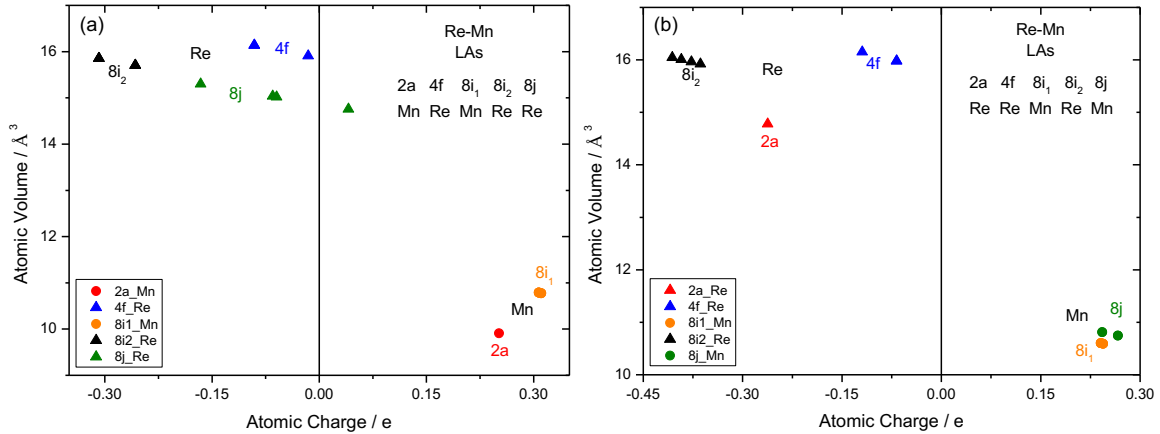 (a)
Re-Mn
LAs
2a 4f 8i1 8i2 8j
Mn Re Mn Re Re
8i2
Re
4f
8j
8i1
Mn
2a
2a_Mn
4f_Re
8i1_Mn
8i2_Re
8j_Re
16
14
12
10
-0.30 -0.15 0.00 0.15 0.30
Atomic Charge / e
Atomic Volume / Å 3
(b)
Re-Mn
LAs
2a 4f 8i1 8i2 8j
Re Re Mn Re Mn
8i2
Re
4f
2a
Mn
8j
8i1
2a_Re
4f_Re
8i1_Mn
8i2_Re
8j_Mn
16
14
12
10
-0.45 -0.30 -0.15 0.00 0.15 0.30
Atomic Charge / e
Atomic Volume / Å 3